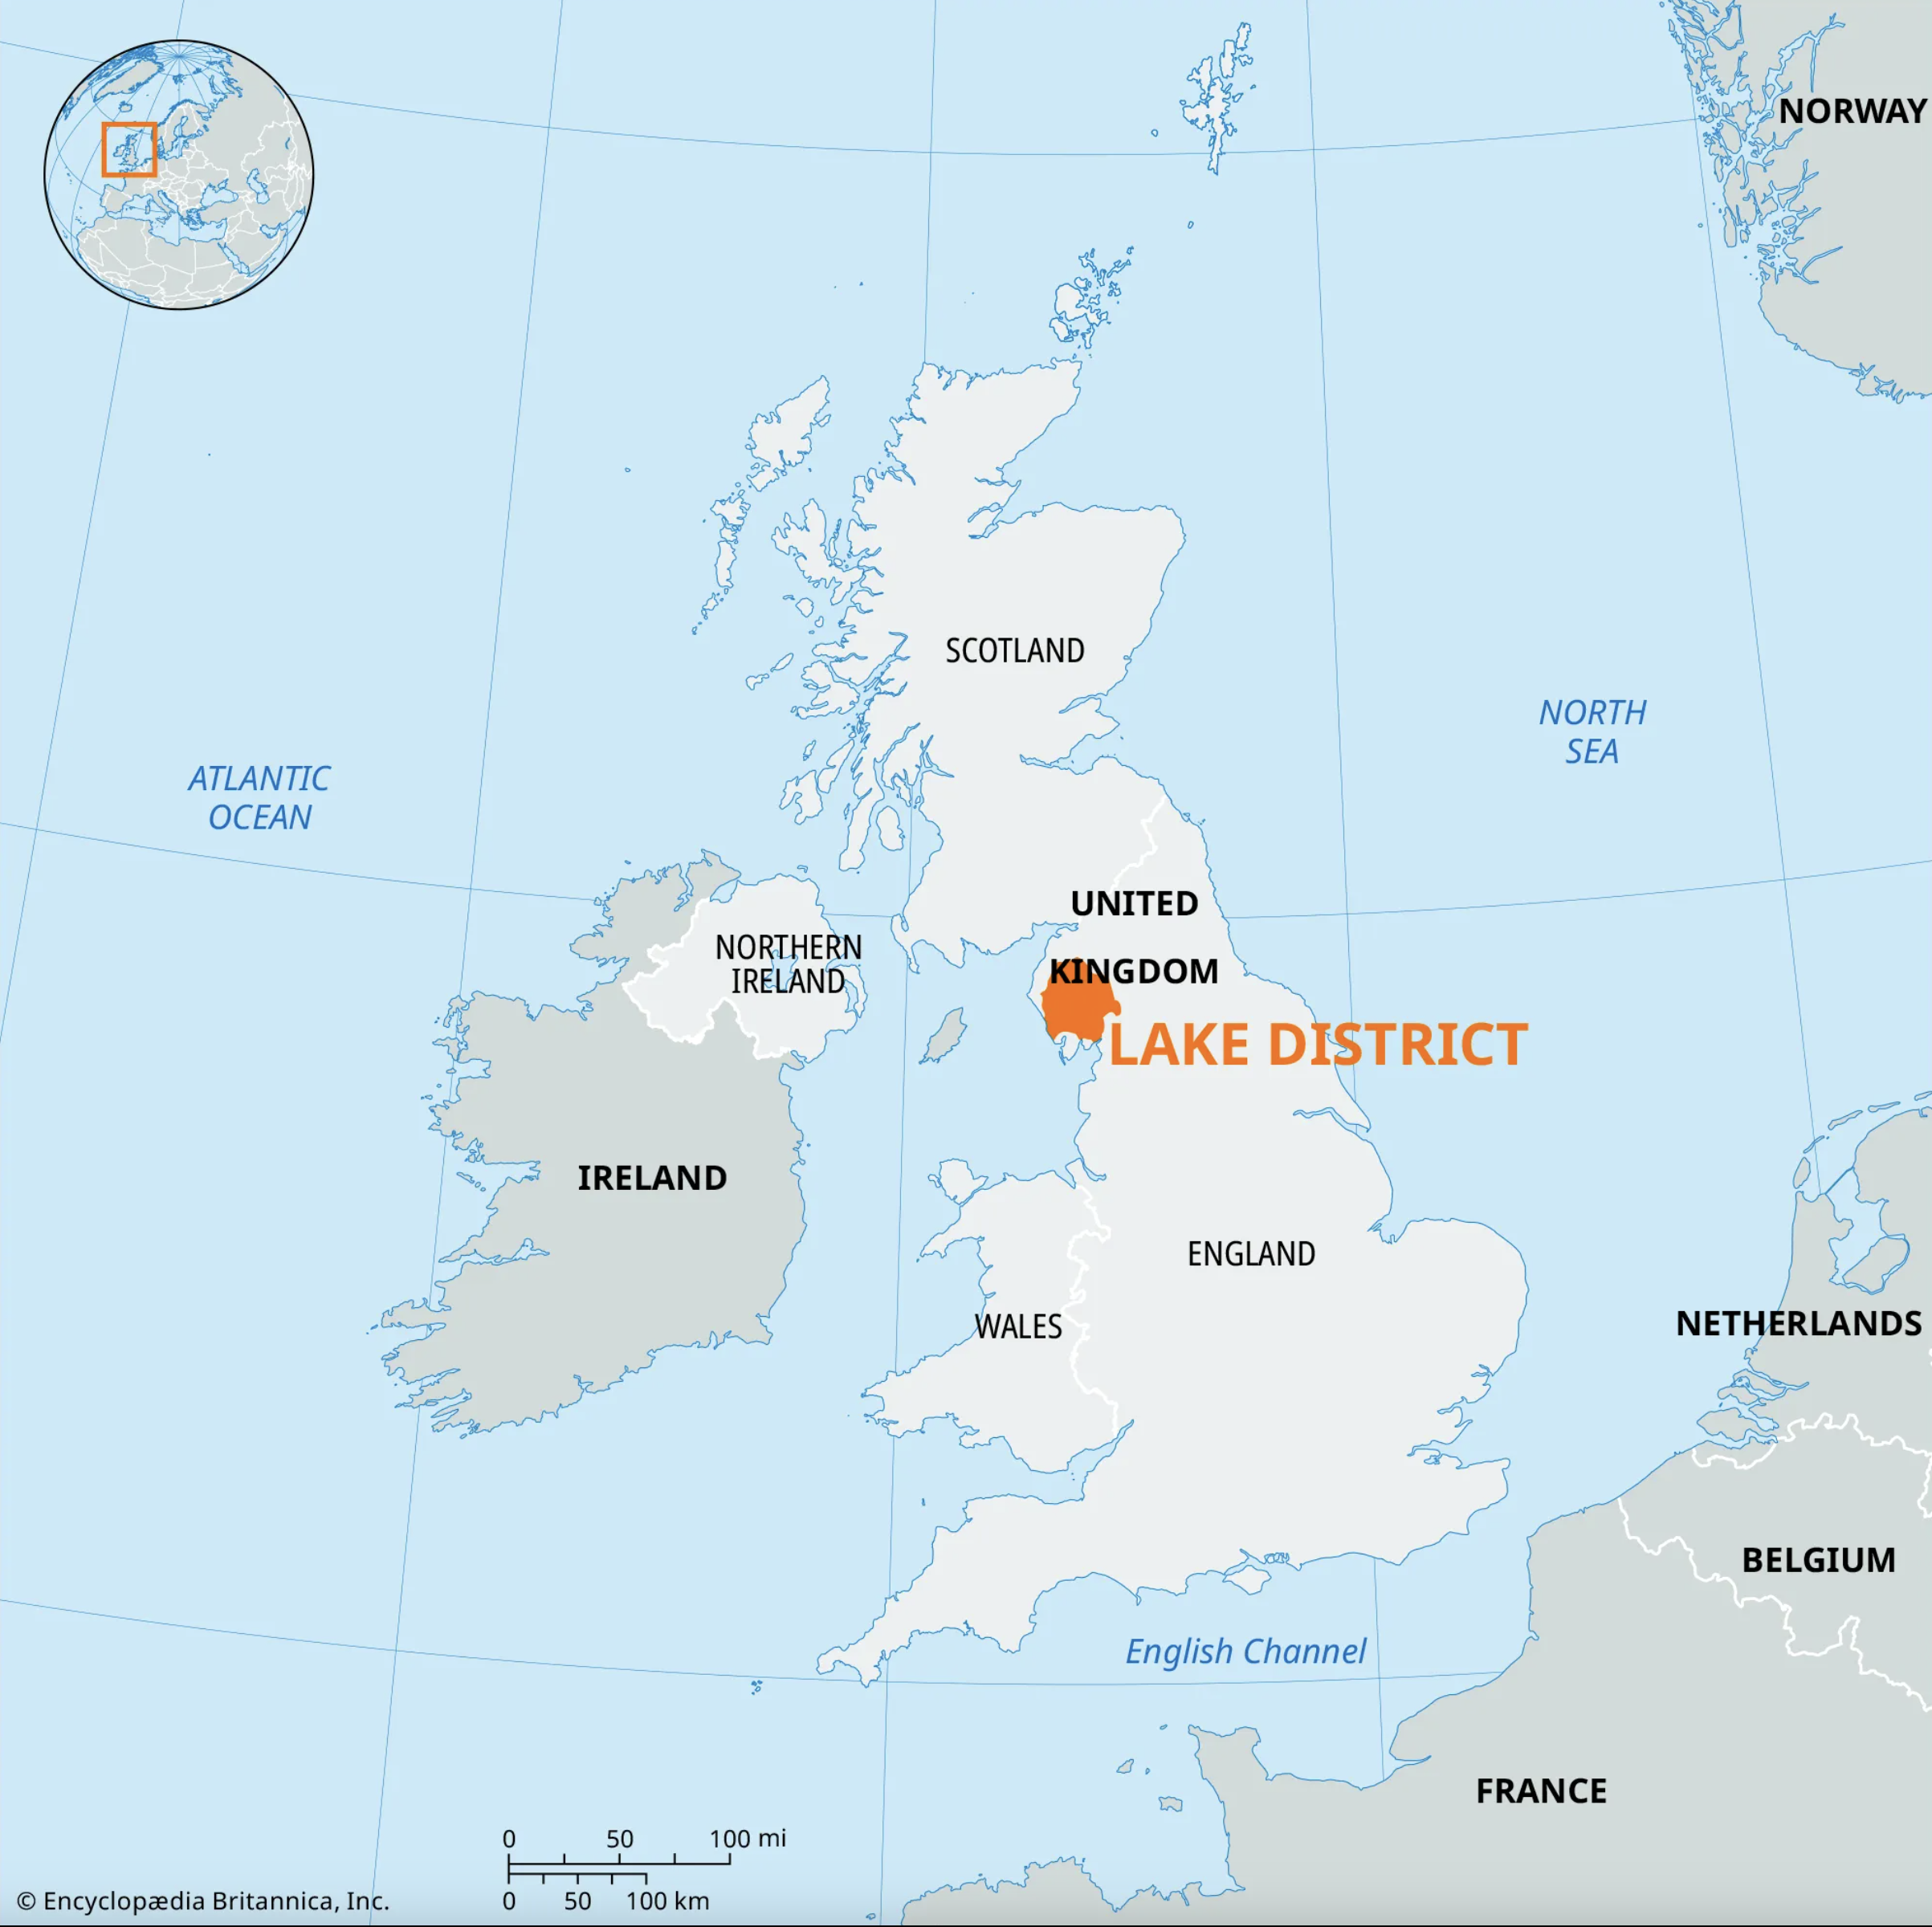 NORWAY
SCOTLAND
NORTH
SEA
ATLANTIC
OCEAN
UNITED
KINGDOM
NORTHERN
IRELAND
LAKE DISTRICT
IRELAND
ENGLAND
WALES
NETHERLANDS
BELGIUM
English Channel
FRANCE
0 50 100 mi
0 50 100 km
© Encyclopædia Britannica, Inc.